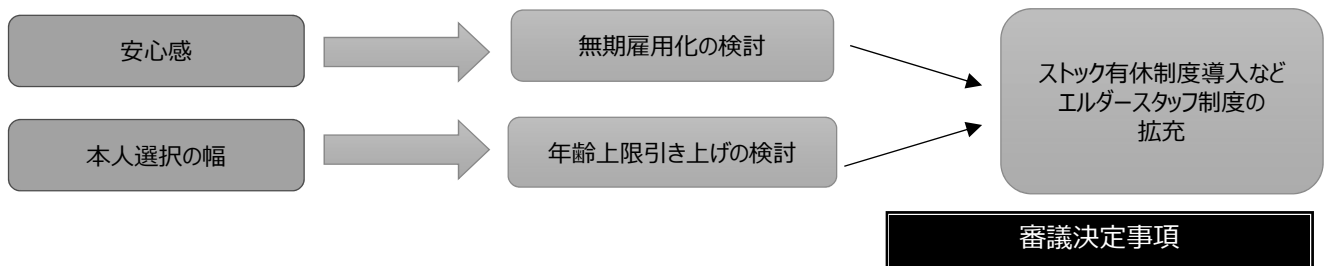 安心感
無期雇用化の検討
本人選択の幅
年齢上限引き上げの検討
ストック有休制度導入など
エルダースタッフ制度の
拡充
審議決定事項